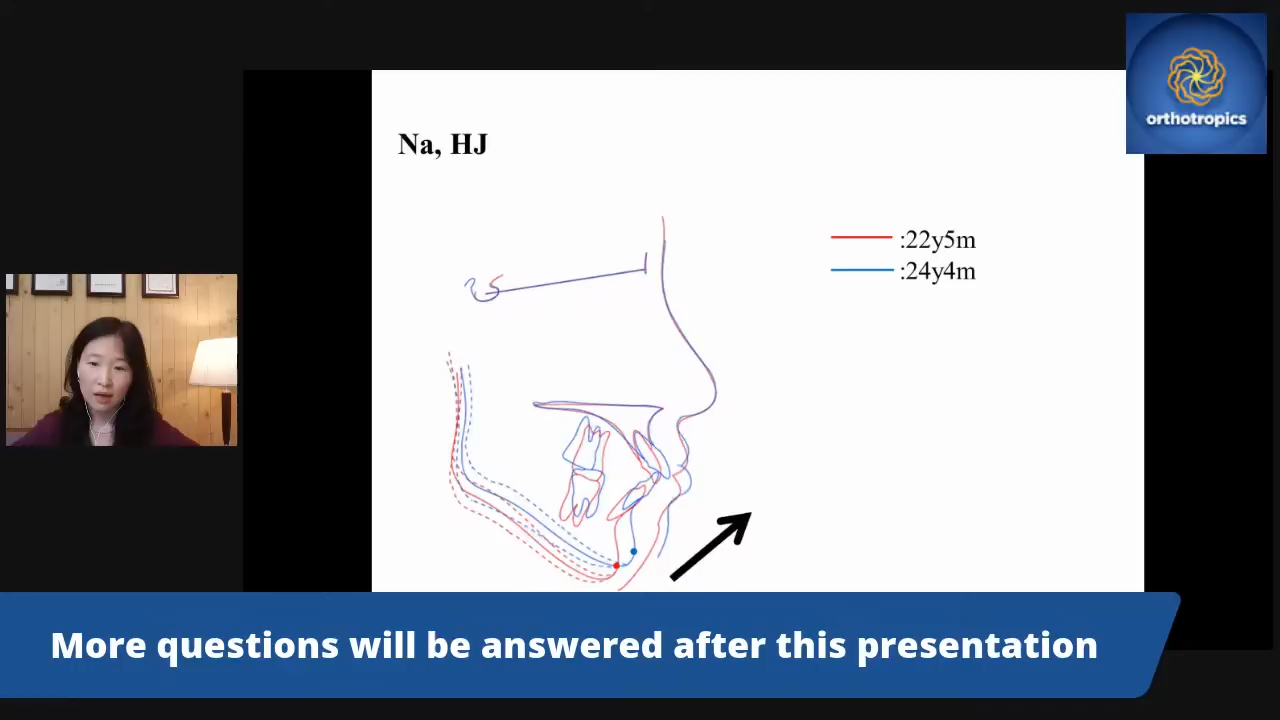 orthotropics
Na, HJ
:22y5m
:24y4m
More questions will be answered after this presentation